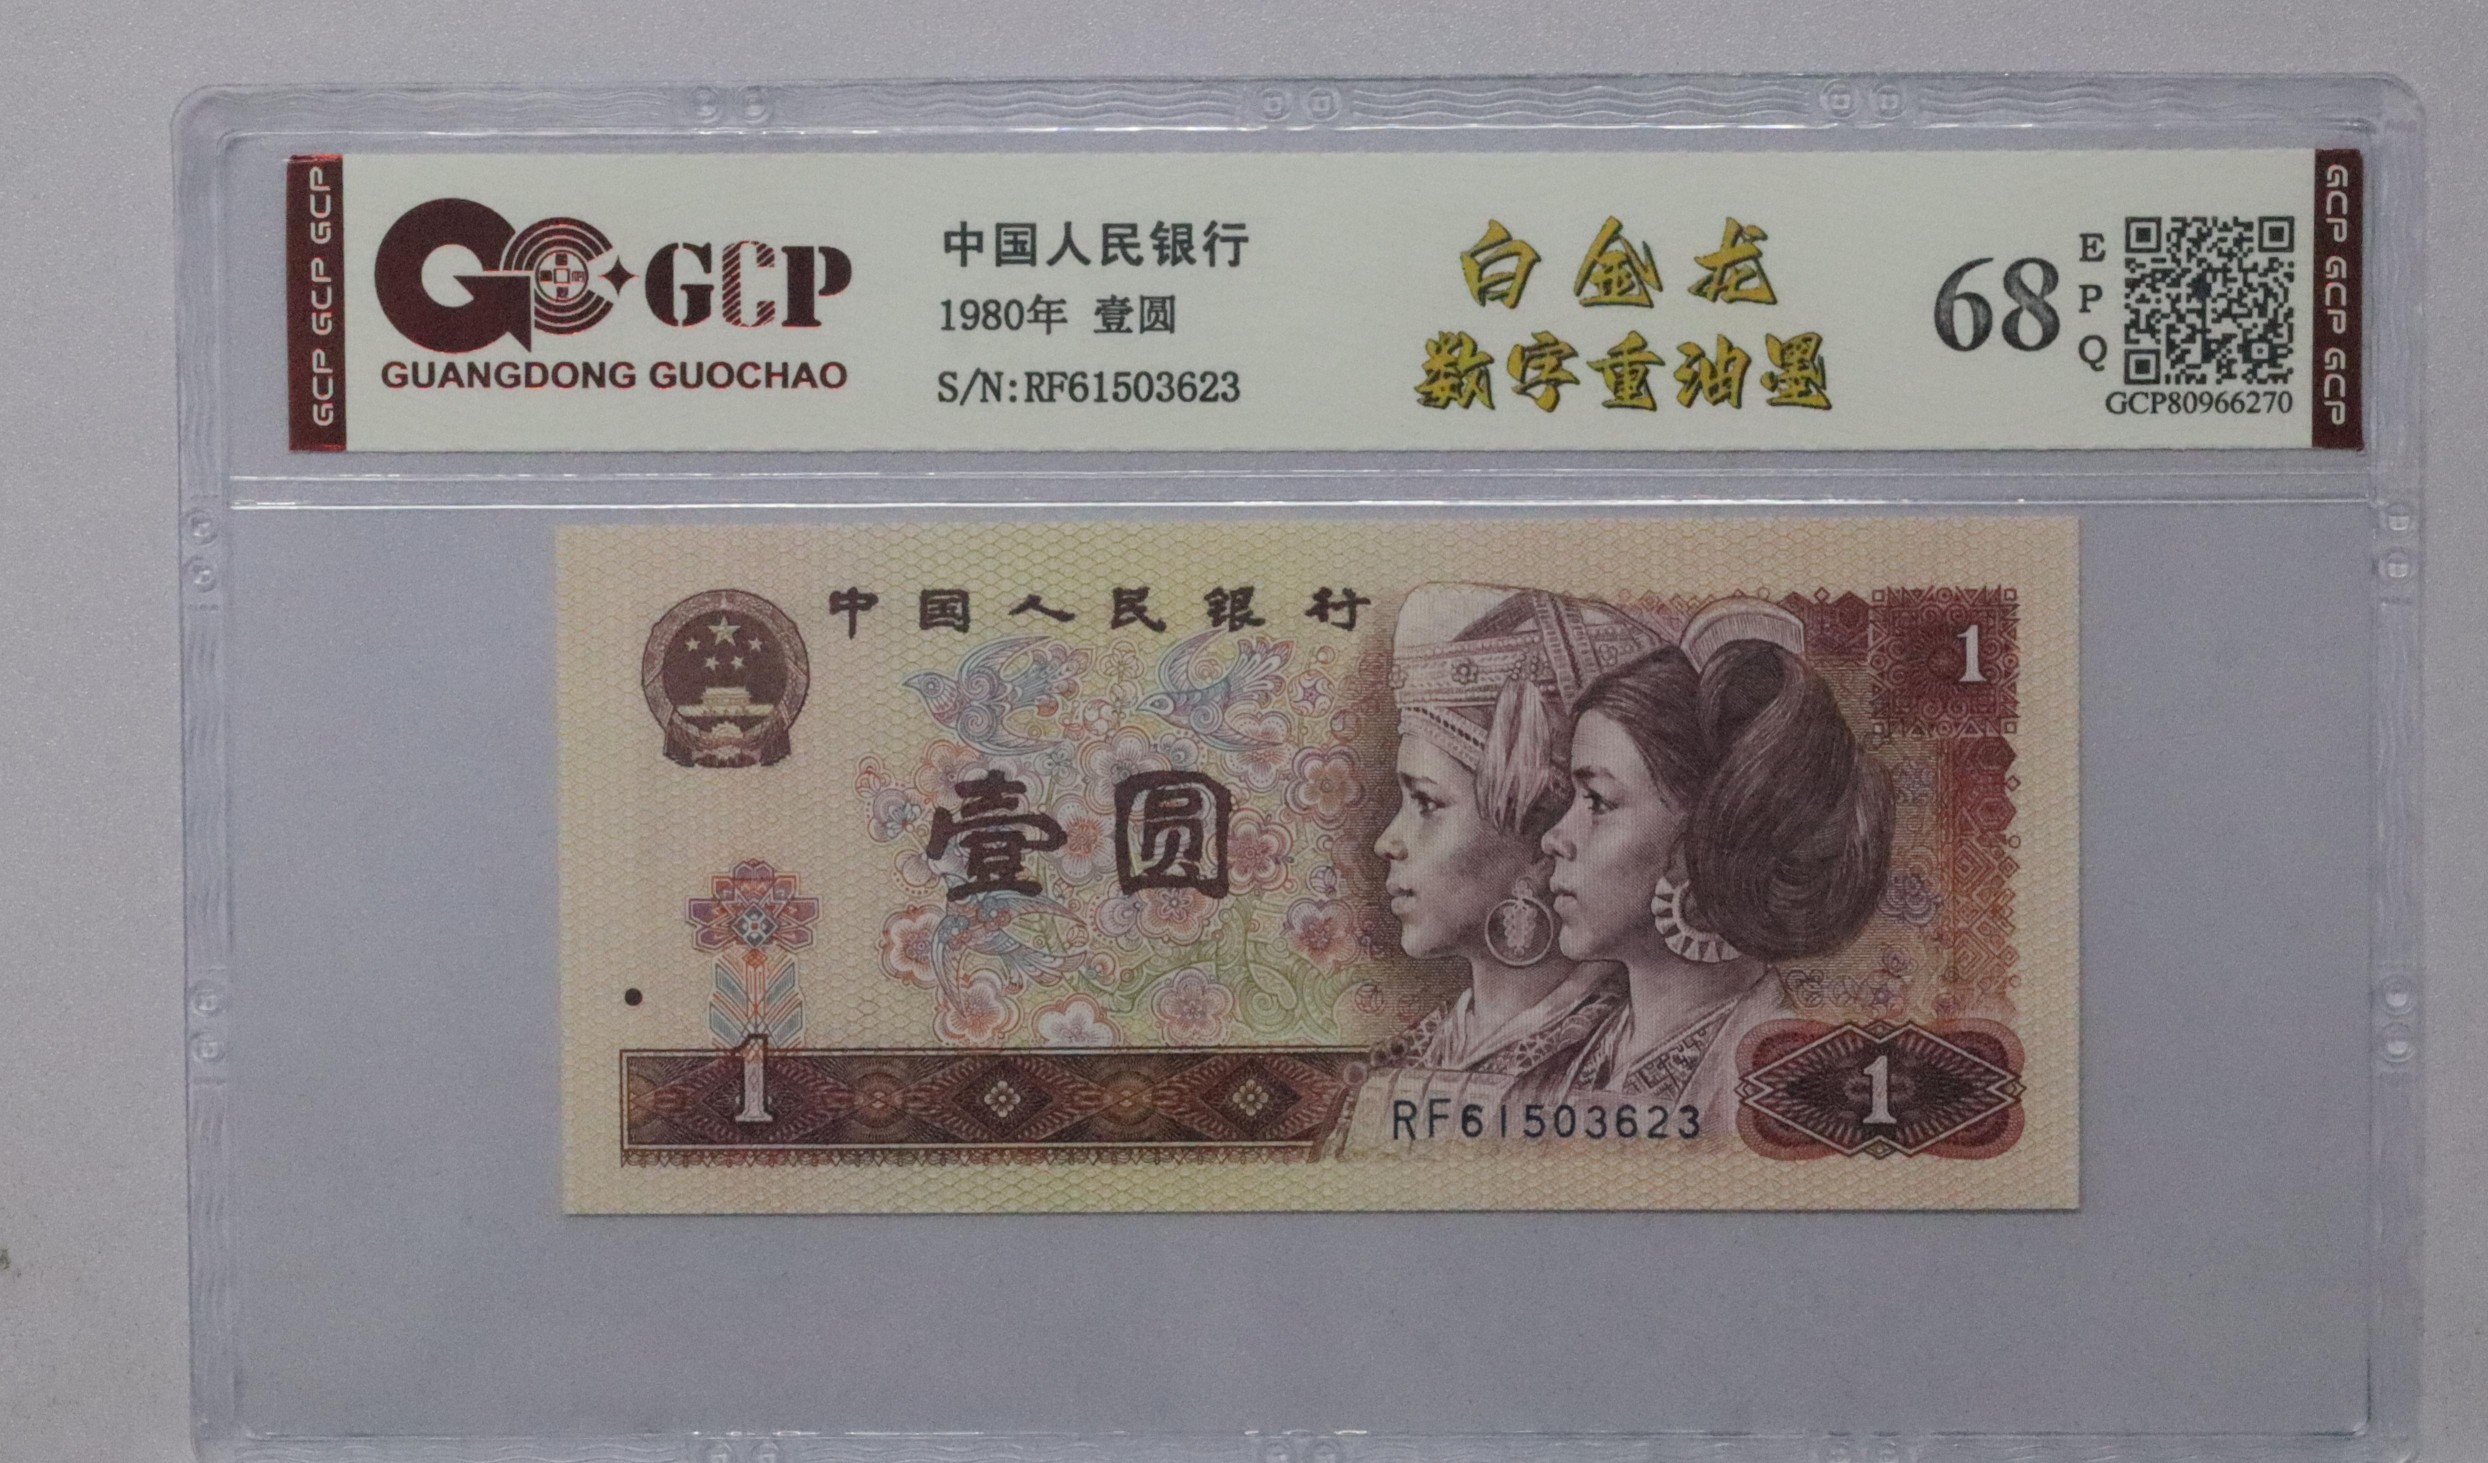 GCP GCP GCP
GCP
GUANGDONG GUOCHAO
中国人民银行
1980年 壹圆
S/N:RF61503623
白金龙
数字重油墨
68
E
P
Q
GCP80966270
GCP GCP GCP
中国人民银行
1
壹圆
1
RF61503623
1